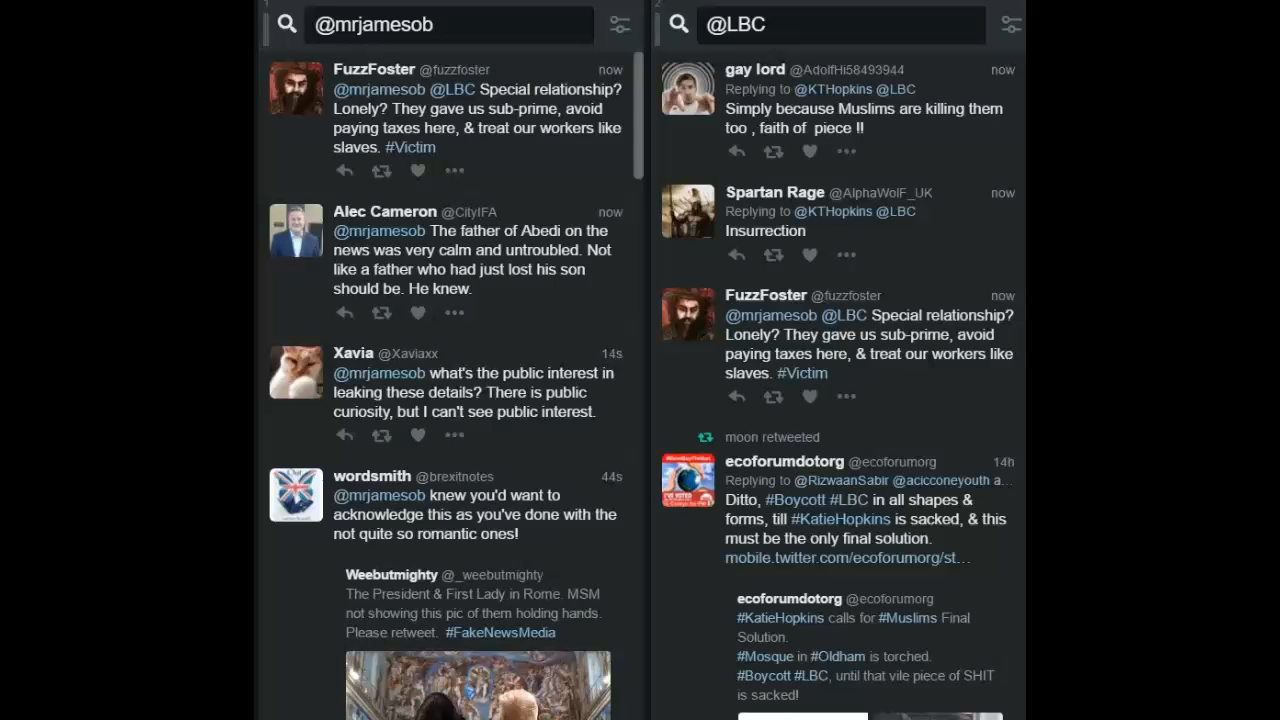 1
@mrjamesob
FuzzFoster @fuzzfoster now
@mrjamesob @LBC Special relationship?
Lonely? They gave us sub-prime, avoid
paying taxes here, & treat our workers like
slaves. #Victim
Alec Cameron @CityIFA now
@mrjamesob The father of Abedi on the
news was very calm and untroubled. Not
like a father who had just lost his son
should be. He knew.
Xavia @Xaviaxx 14s
@mrjamesob what's the public interest in
leaking these details? There is public
curiosity, but I can't see public interest.
wordsmith @brexitnotes 44s
@mrjamesob knew you'd want to
acknowledge this as you've done with the
not quite so romantic ones!
Weebutmighty @_weebutmighty
The President & First Lady in Rome. MSM
not showing this pic of them holding hands.
Please retweet. #FakeNewsMedia
2
@LBC
gay lord @AdolfHi58493944 now
Replying to @KTHopkins @LBC
Simply because Muslims are killing them
too , faith of piece !!
Spartan Rage @AlphaWolF_UK now
Replying to @KTHopkins @LBC
Insurrection
FuzzFoster @fuzzfoster now
@mrjamesob @LBC Special relationship?
Lonely? They gave us sub-prime, avoid
paying taxes here, & treat our workers like
slaves. #Victim
moon retweeted
ecoforumdotorg @ecoforumorg 14h
Replying to @RizwaanSabir @acicconeyouth a...
Ditto, #Boycott #LBC in all shapes &
forms, till #KatieHopkins is sacked, & this
must be the only final solution.
mobile.twitter.com/ecoforumorg/st...
ecoforumdotorg @ecoforumorg
#KatieHopkins calls for #Muslims Final
Solution.
#Mosque in #Oldham is torched.
#Boycott #LBC, until that vile piece of SHIT
is sacked!